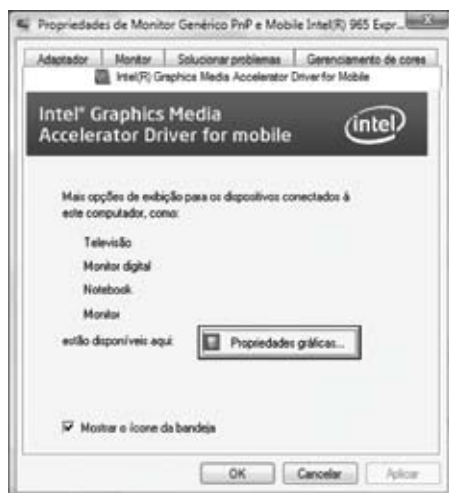 Propriedades de Monitor Genérico PnP e Mobile Intel(R) 965 Expr...
Adaptador Monitor Solucionar problemas Gerenciamento de cores
Intel(R) Graphics Media Accelerator Driver for Mobile
Intel® Graphics Media
Accelerator Driver for mobile
intel
Mais opções de exibição para os dispositivos conectados à
este computador, como:
Televisão
Monitor digital
Notebook
Monitor
estão disponíveis aqui:
Propriedades gráficas...
Mostrar o ícone da bandeja
OK Cancelar Aplicar